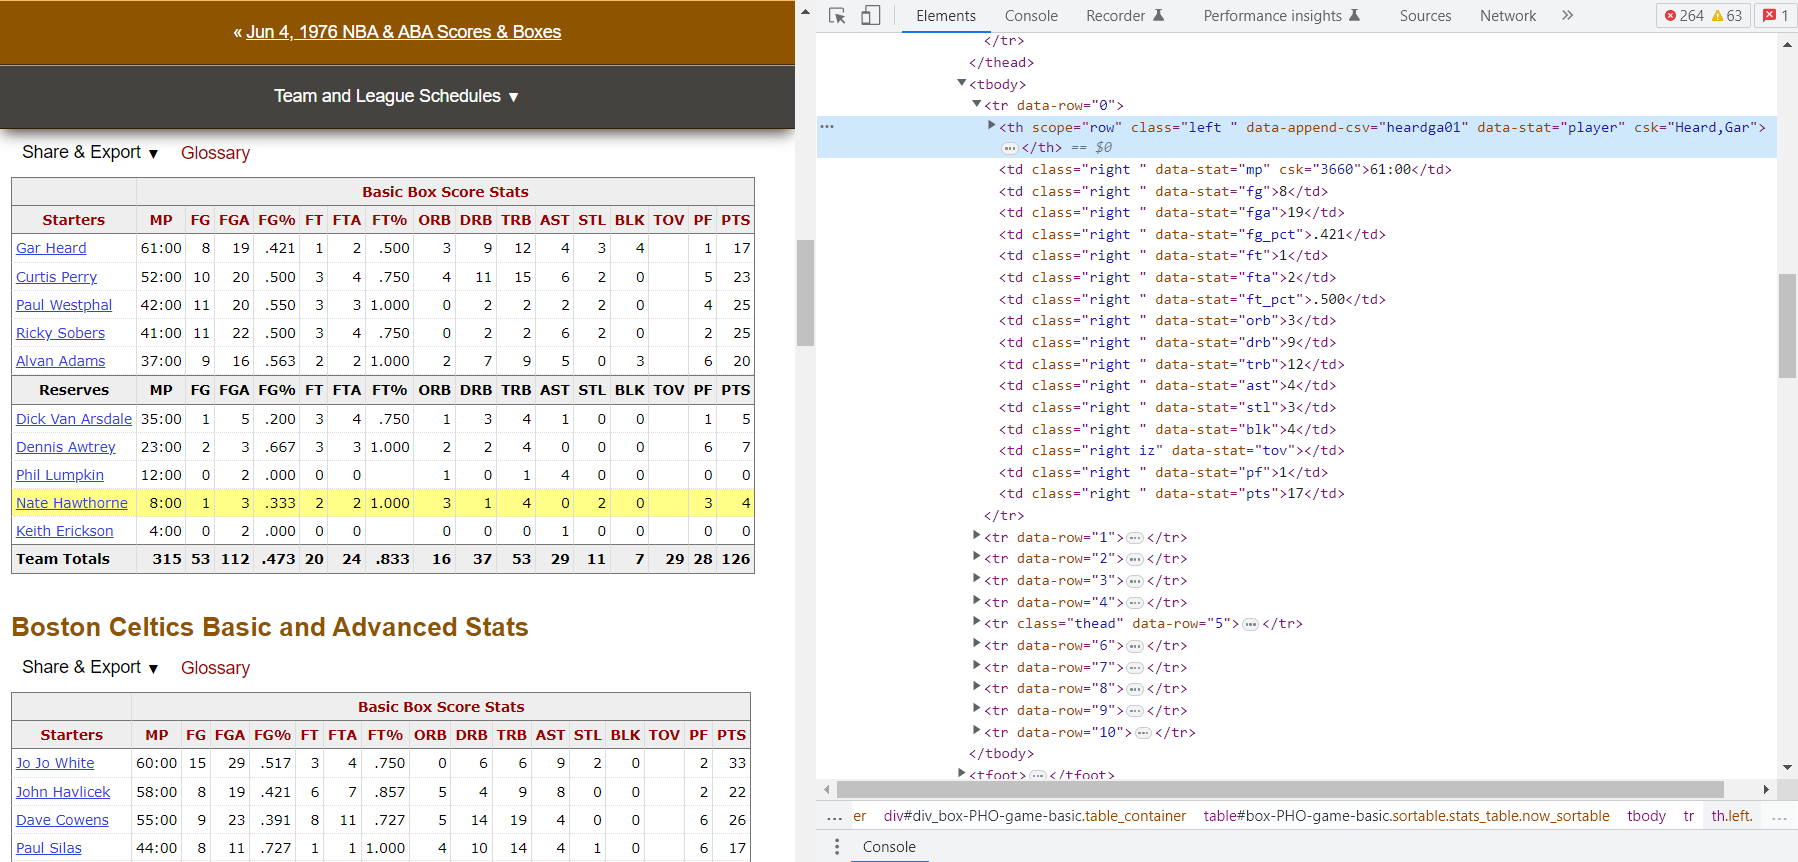 « Jun 4, 1976 NBA & ABA Scores & Boxes
Team and League Schedules ▼
Share & Export ▼ Glossary
Basic Box Score Stats
Starters MP FG FGA FG% FT FTA FT% ORB DRB TRB AST STL BLK TOV PF PTS
Gar Heard 61:00 8 19 .421 1 2 .500 3 9 12 4 3 4 1 17
Curtis Perry 52:00 10 20 .500 3 4 .750 4 11 15 6 2 0 5 23
Paul Westphal 42:00 11 20 .550 3 3 1.000 0 2 2 2 2 0 4 25
Ricky Sobers 41:00 11 22 .500 3 4 .750 0 2 2 6 2 0 2 25
Alvan Adams 37:00 9 16 .563 2 2 1.000 2 7 9 5 0 3 6 20
Reserves MP FG FGA FG% FT FTA FT% ORB DRB TRB AST STL BLK TOV PF PTS
Dick Van Arsdale 35:00 1 5 .200 3 4 .750 1 3 4 1 0 0 1 5
Dennis Awtrey 23:00 2 3 .667 3 3 1.000 2 2 4 0 0 0 6 7
Phil Lumpkin 12:00 0 2 .000 0 0 1 0 1 4 0 0 0 0
Nate Hawthorne 8:00 1 3 .333 2 2 1.000 3 1 4 0 2 0 3 4
Keith Erickson 4:00 0 2 .000 0 0 0 0 0 1 0 0 0 0
Team Totals 315 53 112 .473 20 24 .833 16 37 53 29 11 7 29 28 126
Boston Celtics Basic and Advanced Stats
Share & Export ▼ Glossary
Basic Box Score Stats
Starters MP FG FGA FG% FT FTA FT% ORB DRB TRB AST STL BLK TOV PF PTS
Jo Jo White 60:00 15 29 .517 3 4 .750 0 6 6 9 2 0 2 33
John Havlicek 58:00 8 19 .421 6 7 .857 5 4 9 8 0 0 2 22
Dave Cowens 55:00 9 23 .391 8 11 .727 5 14 19 4 0 0 6 26
Paul Silas 44:00 8 11 .727 1 1 1.000 4 10 14 4 1 0 6 17
Elements Console Recorder Performance insights Sources Network » 264 63 1
</tr>
</thead>
▼<tbody>
▼<tr data-row="0">
… ▶<th scope="row" class="left " data-append-csv="heardga01" data-stat="player" csk="Heard,Gar">
…</th> == $0
<td class="right " data-stat="mp" csk="3660">61:00</td>
<td class="right " data-stat="fg">8</td>
<td class="right " data-stat="fga">19</td>
<td class="right " data-stat="fg_pct">.421</td>
<td class="right " data-stat="ft">1</td>
<td class="right " data-stat="fta">2</td>
<td class="right " data-stat="ft_pct">.500</td>
<td class="right " data-stat="orb">3</td>
<td class="right " data-stat="drb">9</td>
<td class="right " data-stat="trb">12</td>
<td class="right " data-stat="ast">4</td>
<td class="right " data-stat="stl">3</td>
<td class="right " data-stat="blk">4</td>
<td class="right iz" data-stat="tov"></td>
<td class="right " data-stat="pf">1</td>
<td class="right " data-stat="pts">17</td>
</tr>
▶<tr data-row="1">…</tr>
▶<tr data-row="2">…</tr>
▶<tr data-row="3">…</tr>
▶<tr data-row="4">…</tr>
▶<tr class="thead" data-row="5">…</tr>
▶<tr data-row="6">…</tr>
▶<tr data-row="7">…</tr>
▶<tr data-row="8">…</tr>
▶<tr data-row="9">…</tr>
▶<tr data-row="10">…</tr>
</tbody>
▶<tfoot>…</tfoot>
… er div#div_box-PHO-game-basic.table_container table#box-PHO-game-basic.sortable.stats_table.now_sortable tbody tr th.left. …
Console